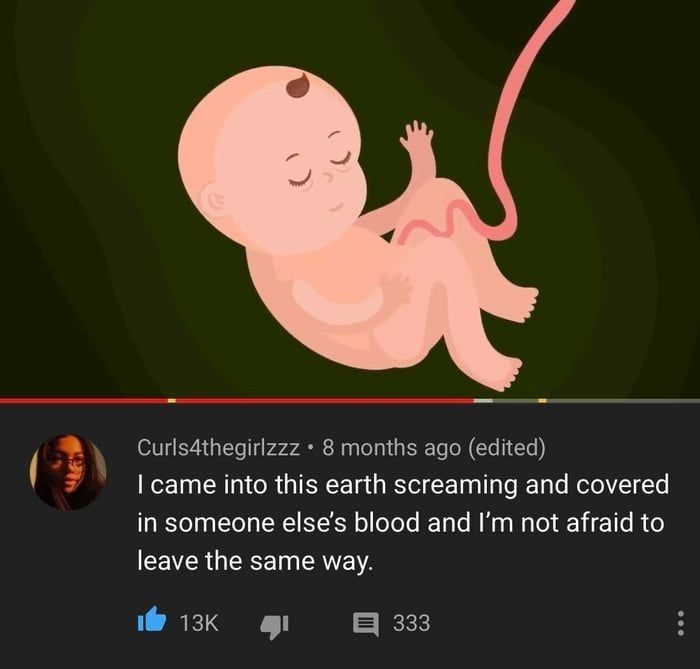 Curls4thegirlzzz • 8 months ago (edited)
I came into this earth screaming and covered
in someone else’s blood and I’m not afraid to
leave the same way.
13K 333